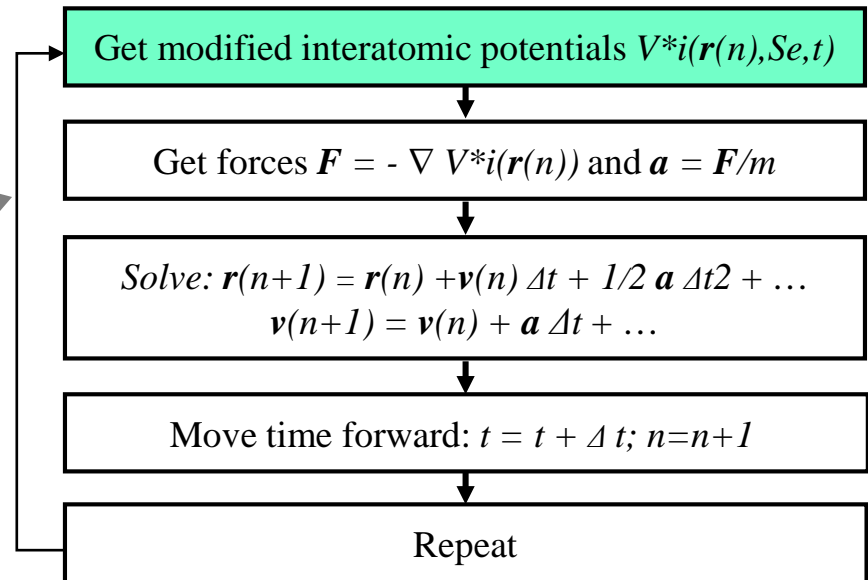 Get modified interatomic potentials V*i(r(n),Se,t)
Get forces F = - ∇ V*i(r(n)) and a = F/m
Solve: r(n+1) = r(n) +v(n) Δt + 1/2 a Δt2 + …
v(n+1) = v(n) + a Δt + …
Move time forward: t = t + Δ t; n=n+1
Repeat